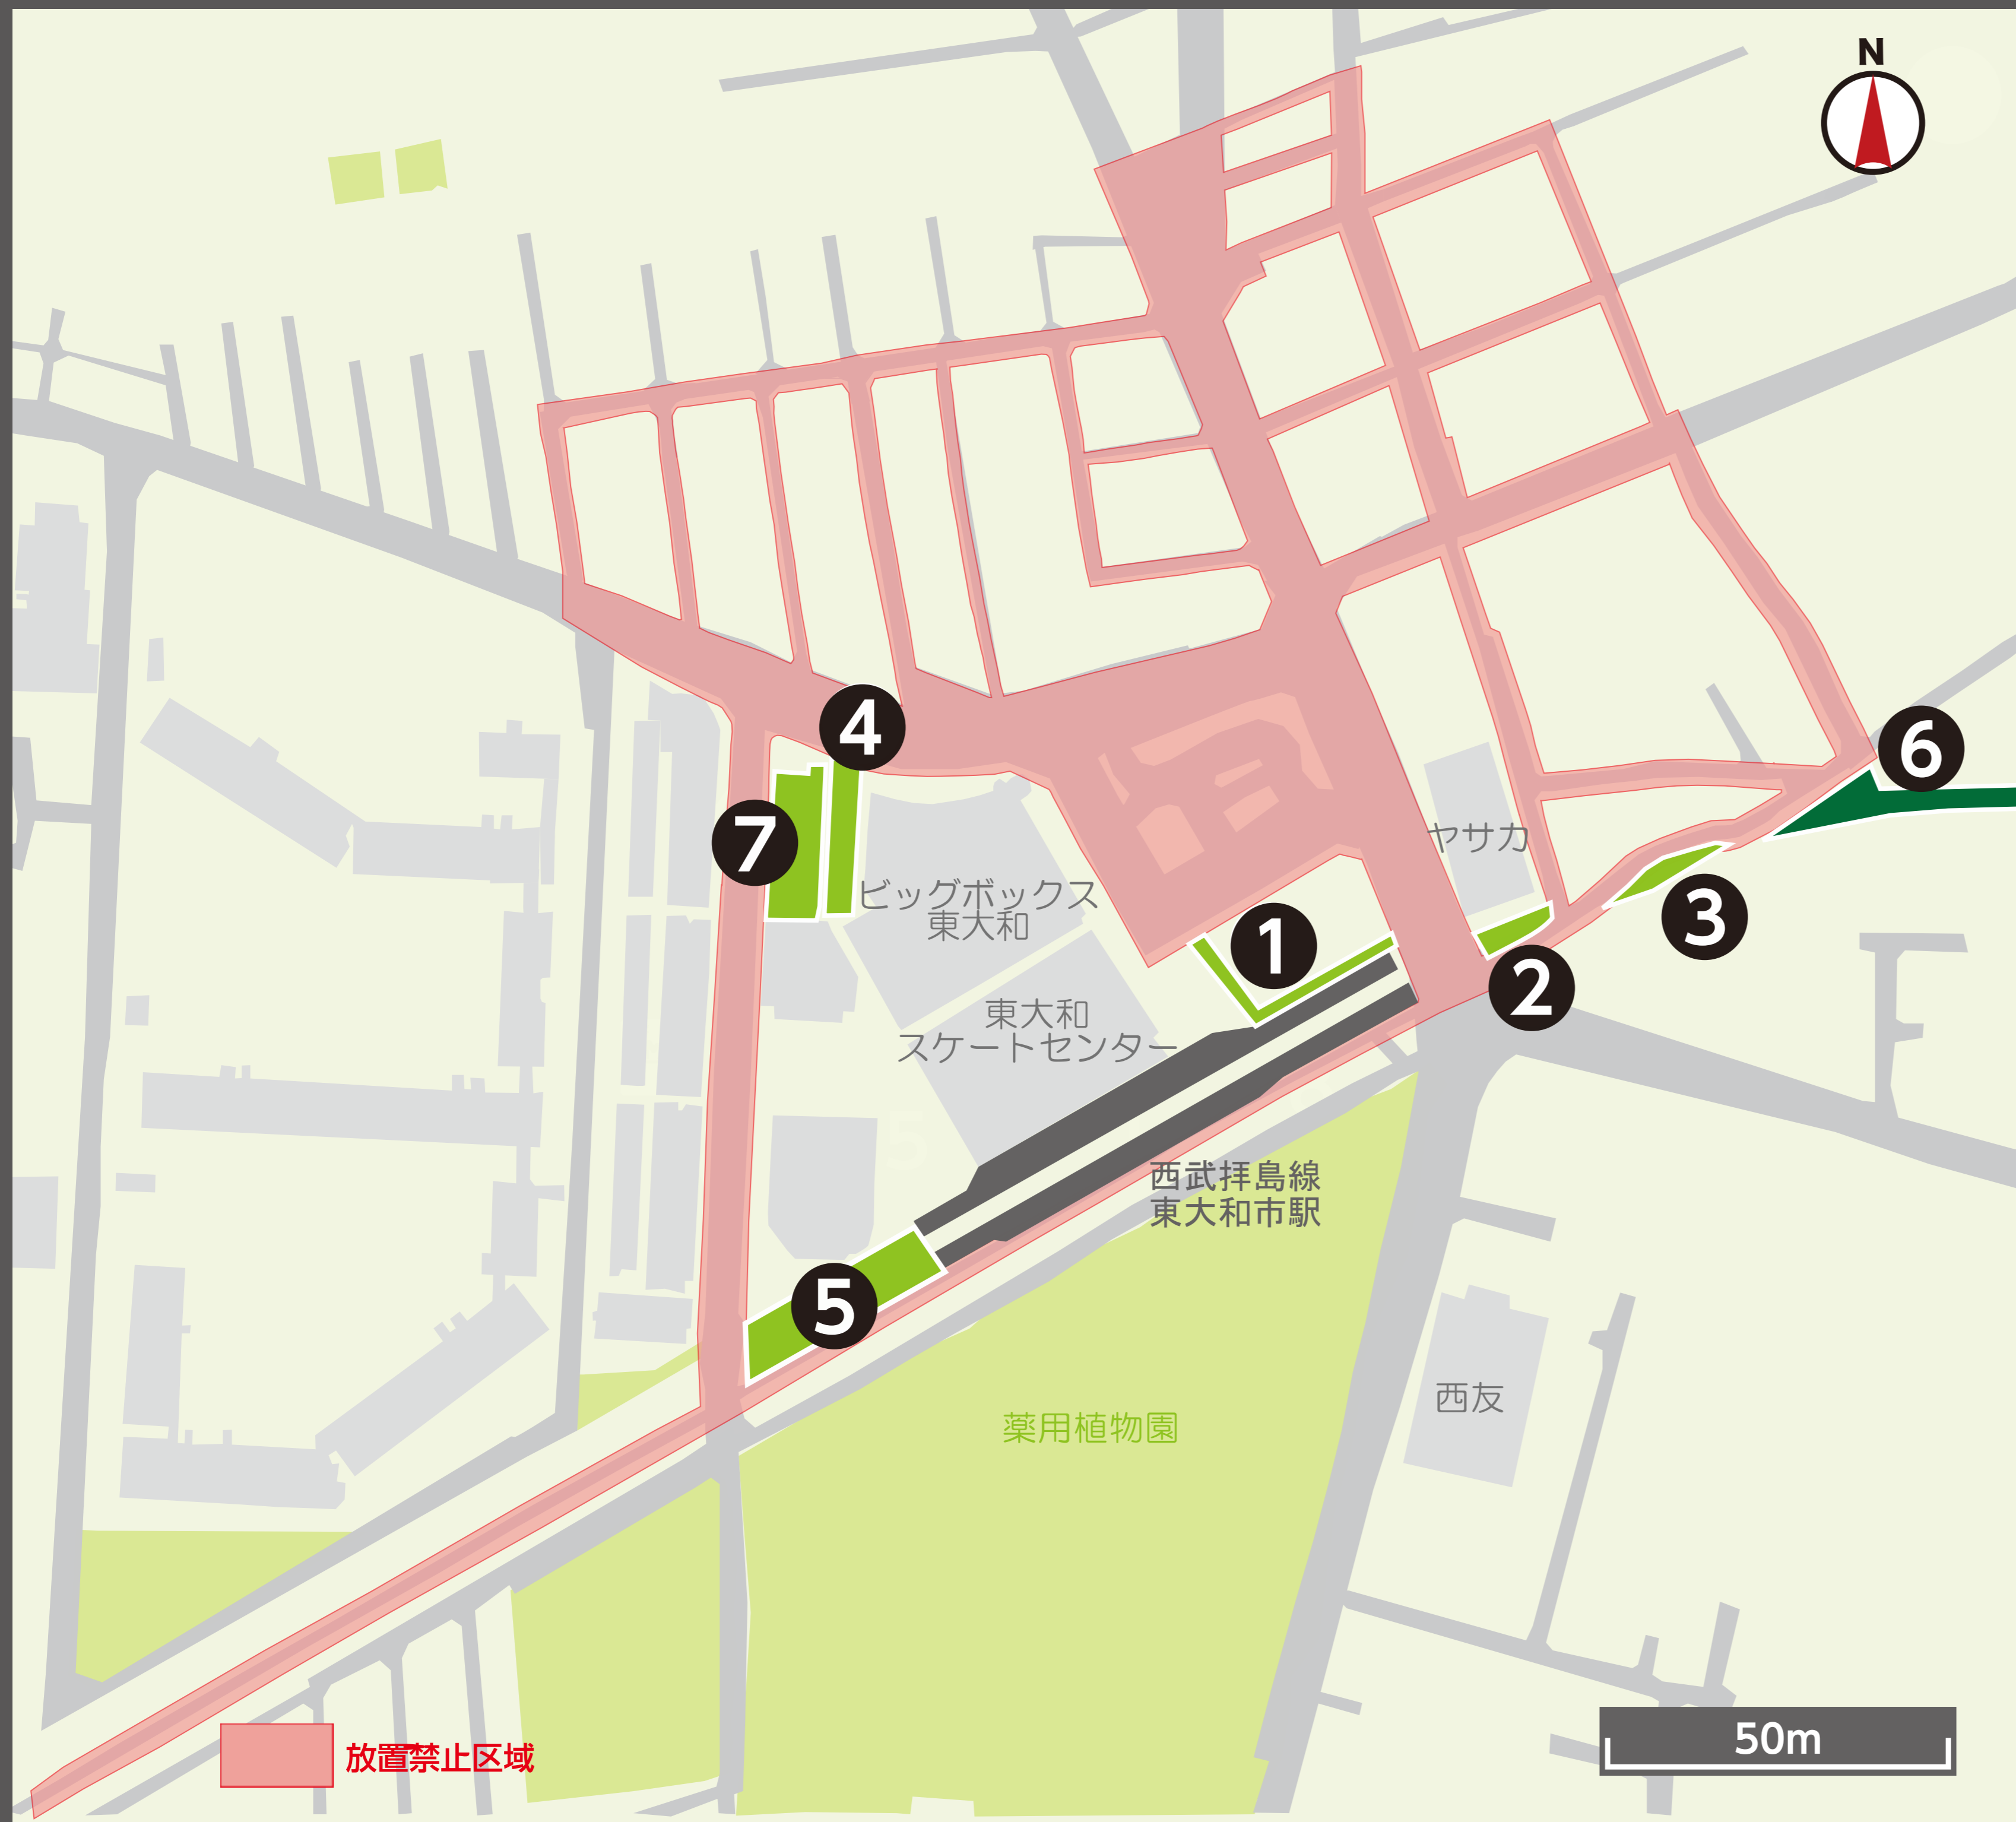 N
4
6
7
ヤサカ
ビッグボックス
東大和
1
3
2
東大和
スケートセンター
5
西武拝島線
東大和市駅
5
西友
薬用植物園
50m
放置禁止区域